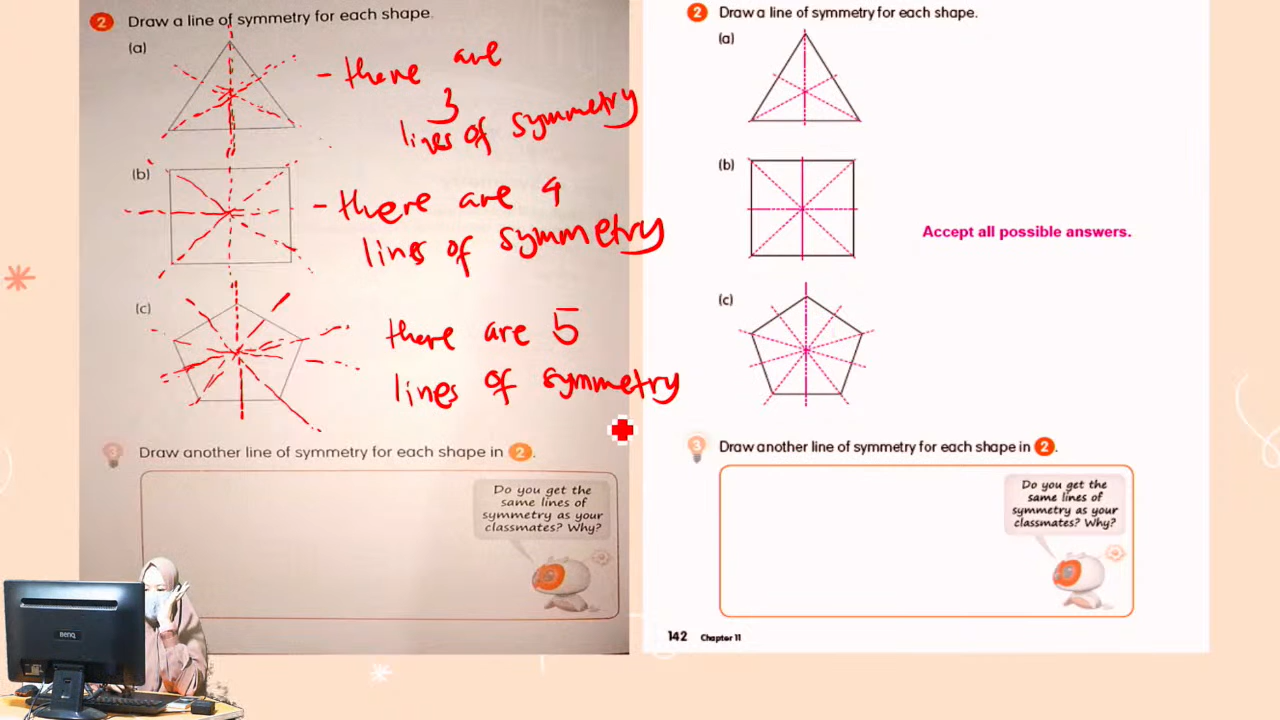 2 Draw a line of symmetry for each shape.
(a)
- there are
3
lines of symmetry
(b)
- there are 4
lines of symmetry
(c)
there are 5
lines of symmetry
3 Draw another line of symmetry for each shape in 2.
Do you get the
same lines of
symmetry as your
classmates? Why?
BenQ
2 Draw a line of symmetry for each shape.
(a)
(b)
Accept all possible answers.
(c)
3 Draw another line of symmetry for each shape in 2.
Do you get the
same lines of
symmetry as your
classmates? Why?
142 Chapter 11